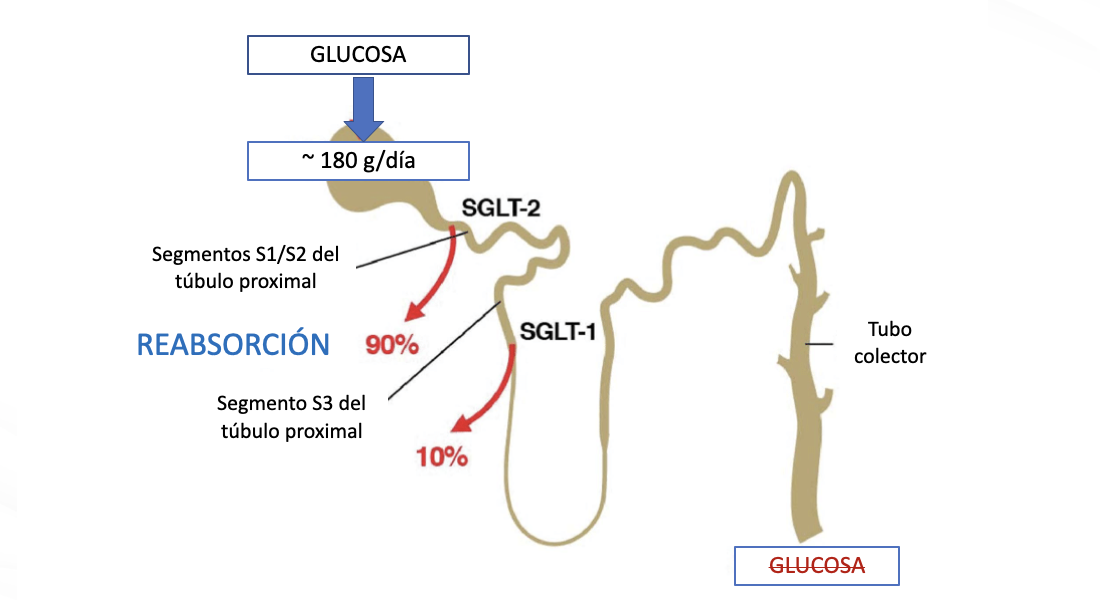 GLUCOSA
~ 180 g/día
SGLT-2
Segmentos S1/S2 del
túbulo proximal
REABSORCIÓN
90%
SGLT-1
Tubo
colector
Segmento S3 del
túbulo proximal
10%
GLUCOSA